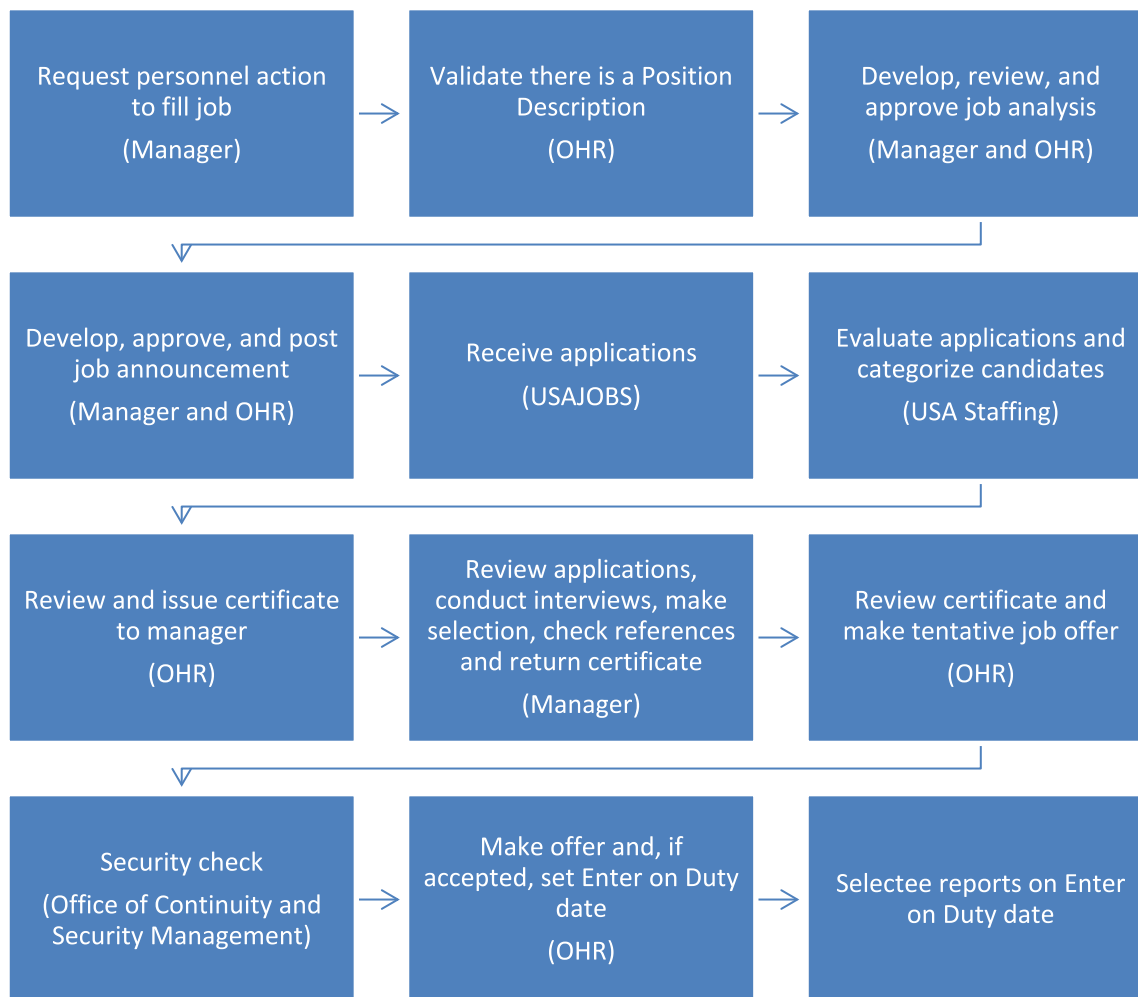 Request personnel action
to fill job
(Manager)
Validate there is a Position
Description
(OHR)
Develop, review, and
approve job analysis
(Manager and OHR)
Develop, approve, and post
job announcement
(Manager and OHR)
Receive applications
(USAJOBS)
Evaluate applications and
categorize candidates
(USA Staffing)
Review and issue certificate
to manager
(OHR)
Review applications,
conduct interviews, make
selection, check references
and return certificate
(Manager)
Review certificate and
make tentative job offer
(OHR)
Security check
(Office of Continuity and
Security Management)
Make offer and, if
accepted, set Enter on Duty
date
(OHR)
Selectee reports on Enter
on Duty date